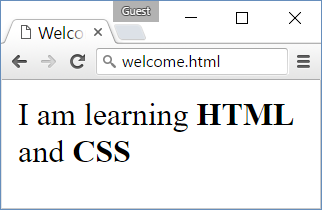 Guest
Welco
welcome.html
I am learning HTML
and CSS